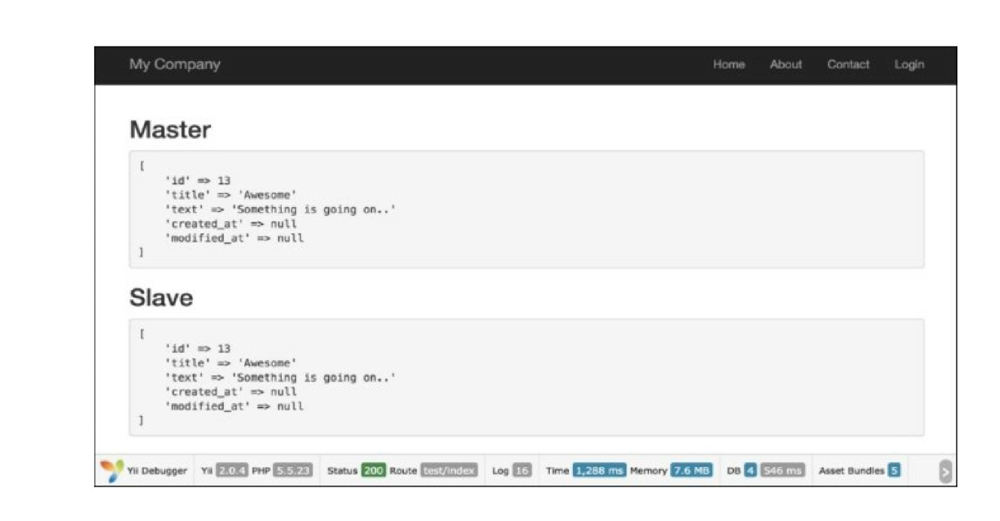 My Company Home About Contact Login
Master
[
'id' => 13
'title' => 'Awesome'
'text' => 'Something is going on..'
'created_at' => null
'modified_at' => null
]
Slave
[
'id' => 13
'title' => 'Awesome'
'text' => 'Something is going on..'
'created_at' => null
'modified_at' => null
]
Yii Debugger Yii 2.0.4 PHP 5.5.23 Status 200 Route test/index Log 16 Time 1,288 ms Memory 7.6 MB DB 4 546 ms Asset Bundles 5 >